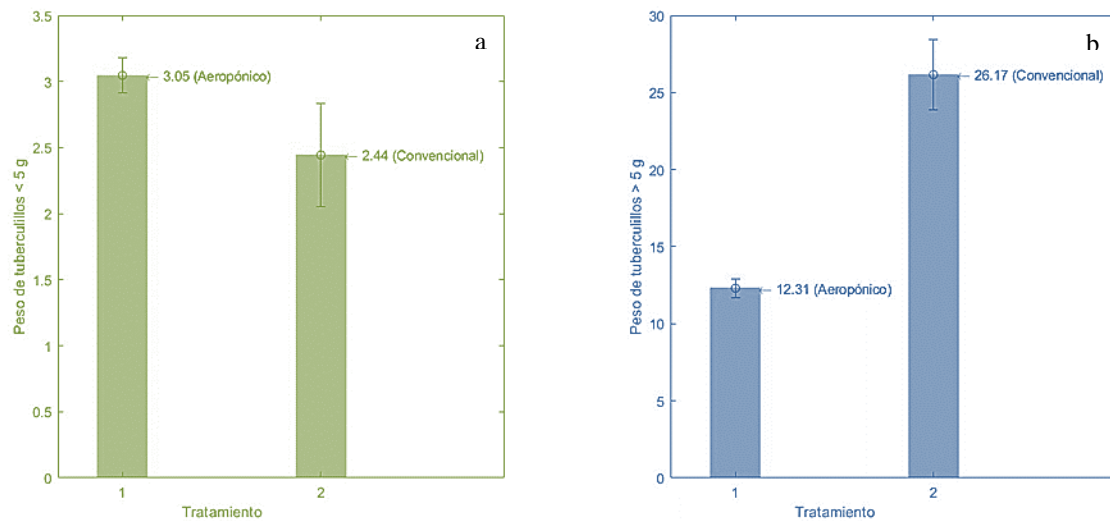 a
3.5
3
2.5
2
1.5
1
0.5
0
Peso de tuberculillos < 5 g
3.05 (Aeropónico)
2.44 (Convencional)
1
2
Tratamiento
b
30
25
20
15
10
5
0
Peso de tuberculillos > 5 g
12.31 (Aeropónico)
26.17 (Convencional)
1
2
Tratamiento